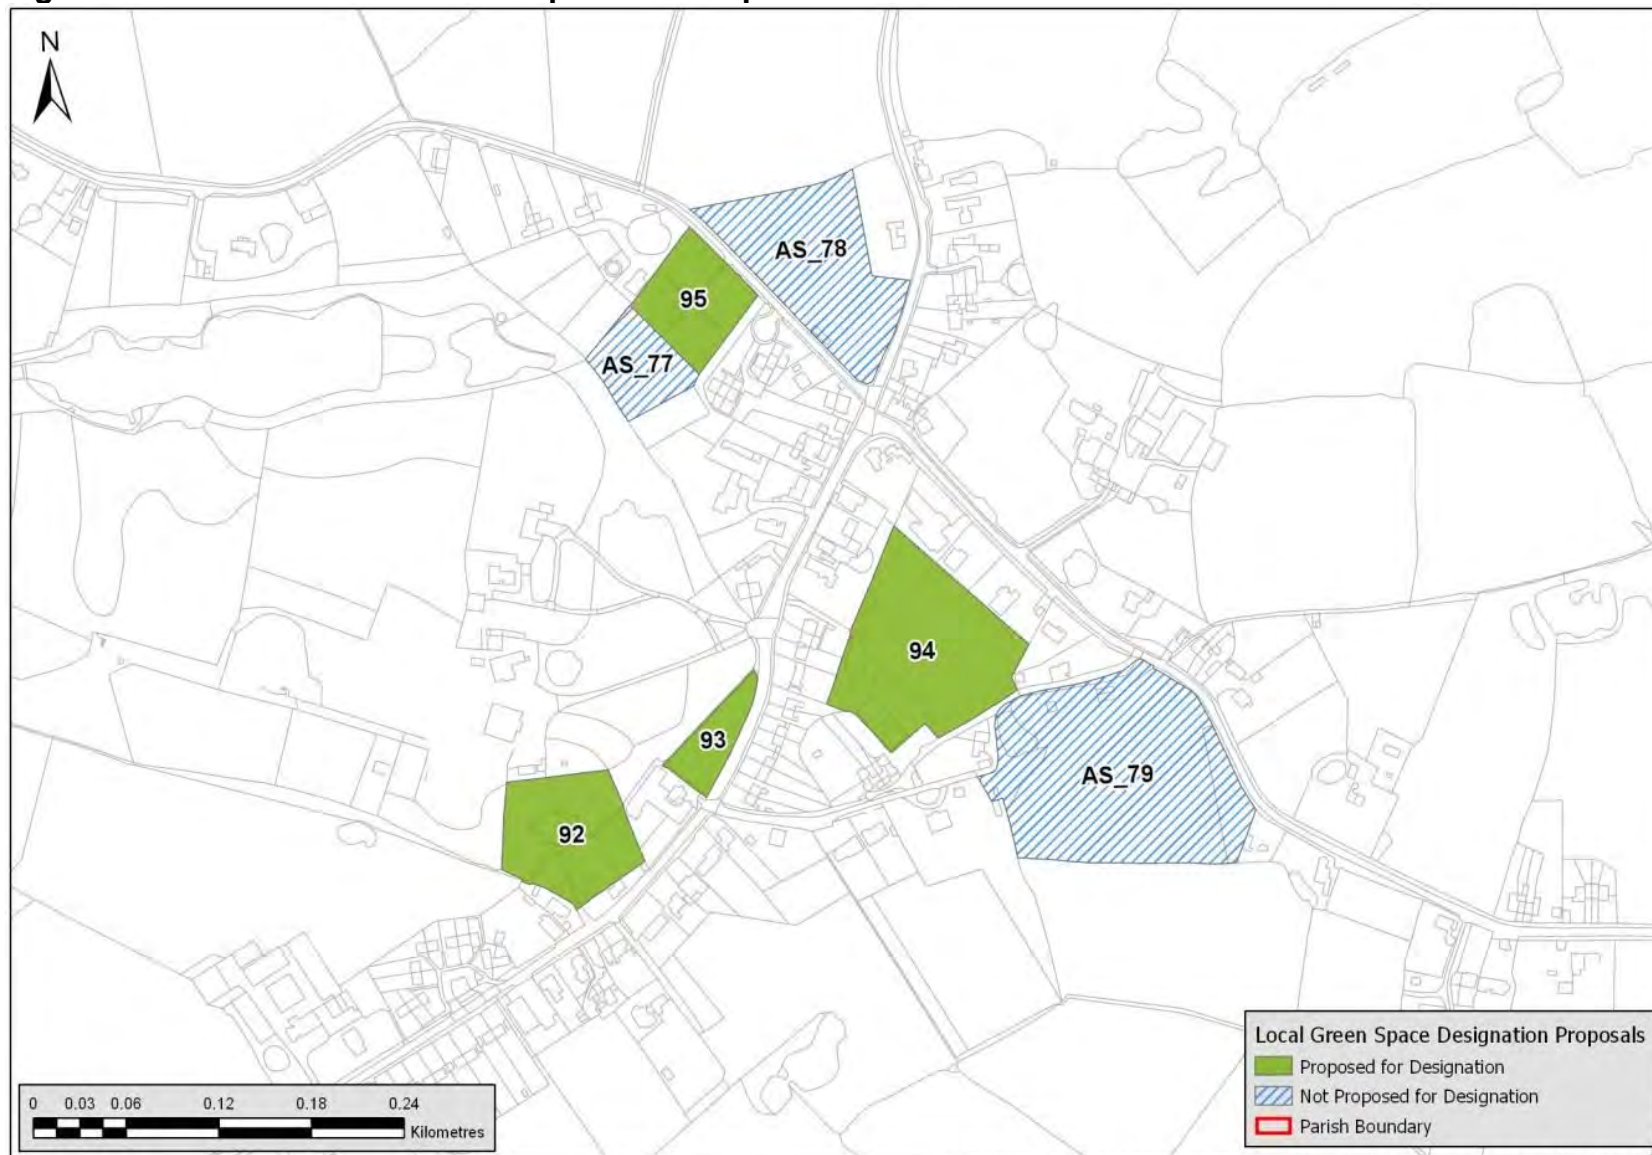 N
AS_78
95
AS_77
94
93
AS_79
92
Local Green Space Designation Proposals
Proposed for Designation
Not Proposed for Designation
Parish Boundary
0 0.03 0.06 0.12 0.18 0.24
Kilometres